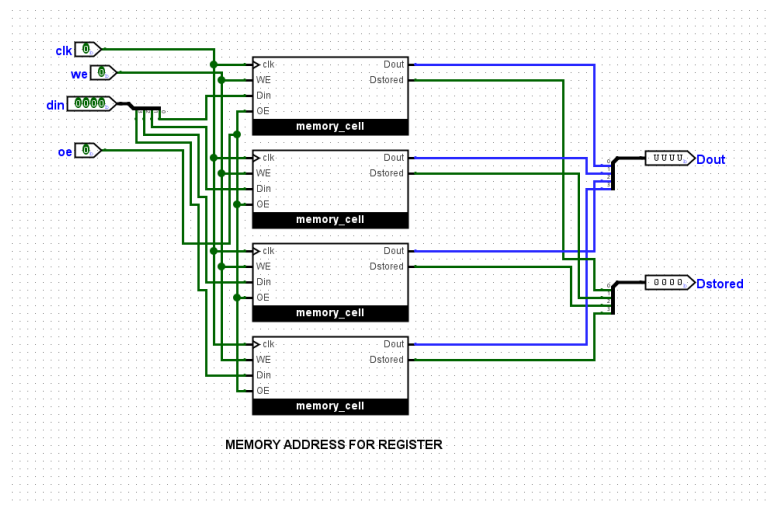 clk 0
we 0
din 0000
oe 0
clk Dout
WE Dstored
Din
OE
memory_cell
clk Dout
WE Dstored
Din
OE
memory_cell
clk Dout
WE Dstored
Din
OE
memory_cell
clk Dout
WE Dstored
Din
OE
memory_cell
UUUU Dout
0000 Dstored
MEMORY ADDRESS FOR REGISTER